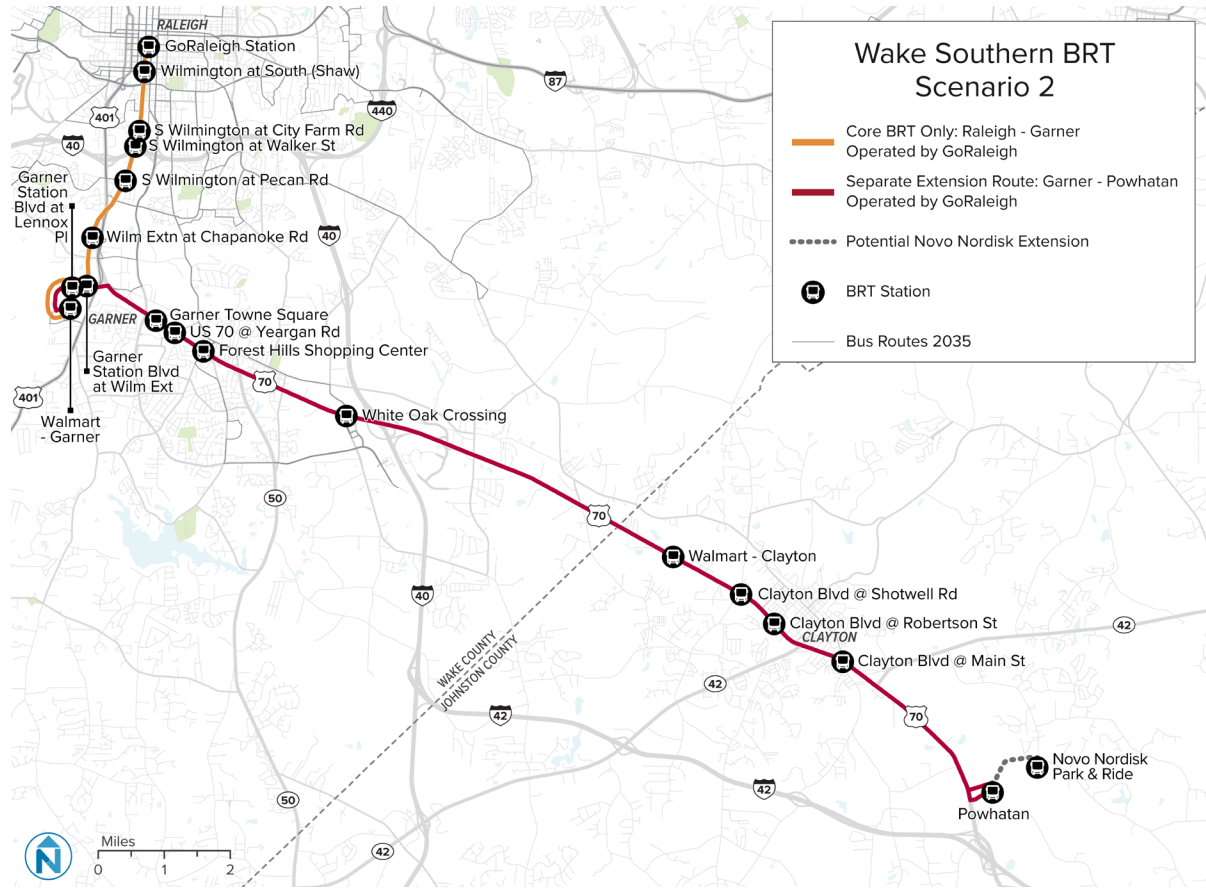 RALEIGH
GoRaleigh Station
Wilmington at South (Shaw)
87
440
401
S Wilmington at City Farm Rd
40
S Wilmington at Walker St
Garner
Station
Blvd at
Lennox
Pl
S Wilmington at Pecan Rd
Wilm Extn at Chapanoke Rd
40
Garner Towne Square
GARNER
US 70 @ Yeargan Rd
Forest Hills Shopping Center
Garner
Station Blvd
at Wilm Ext
70
401
Walmart
- Garner
White Oak Crossing
50
70
Walmart - Clayton
40
Clayton Blvd @ Shotwell Rd
Clayton Blvd @ Robertson St
42
CLAYTON
WAKE COUNTY
JOHNSTON COUNTY
Clayton Blvd @ Main St
42
42
70
Novo Nordisk
Park & Ride
42
50
Powhatan
42
N
Miles
0
1
2
Wake Southern BRT
Scenario 2
Core BRT Only: Raleigh - Garner
Operated by GoRaleigh
Separate Extension Route: Garner - Powhatan
Operated by GoRaleigh
Potential Novo Nordisk Extension
BRT Station
Bus Routes 2035